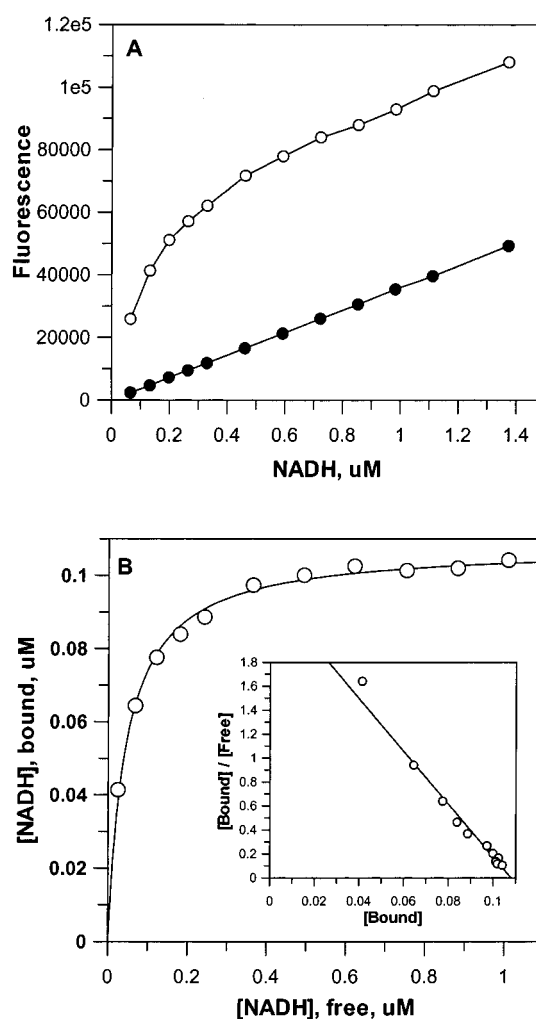 A
Fluorescence
1.2e5
1e5
80000
60000
40000
20000
0
0 0.2 0.4 0.6 0.8 1 1.2 1.4
NADH, uM
B
[NADH], bound, uM
0.1
0.08
0.06
0.04
0.02
0
[Bound] / [Free]
1.8
1.6
1.4
1.2
1
0.8
0.6
0.4
0.2
0
0 0.02 0.04 0.06 0.08 0.1
[Bound]
0 0.2 0.4 0.6 0.8 1
[NADH], free, uM